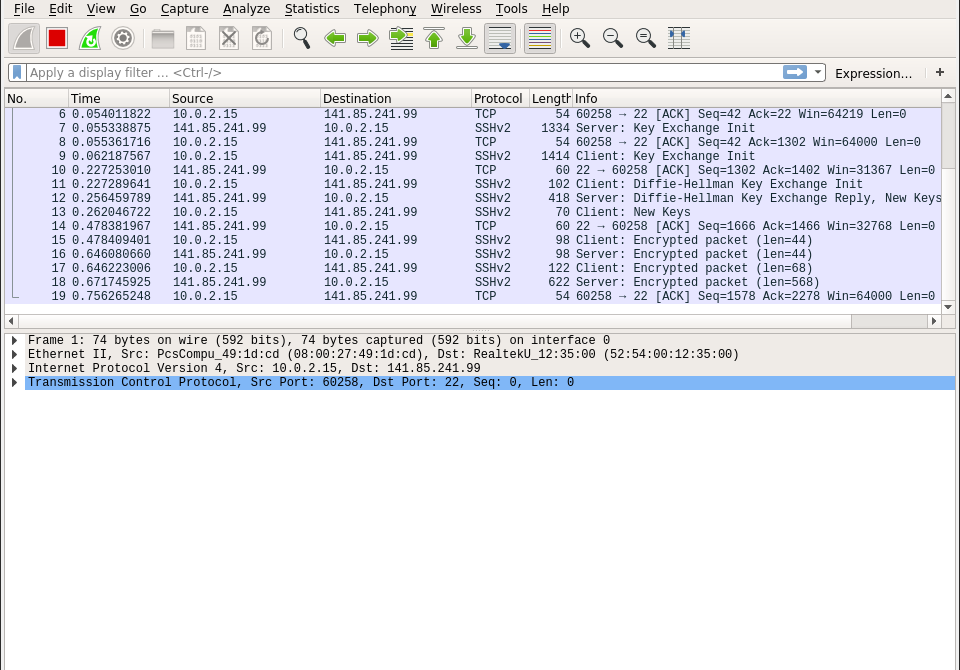 File Edit View Go Capture Analyze Statistics Telephony Wireless Tools Help
Apply a display filter ... <Ctrl-/> Expression... +
No. Time Source Destination Protocol Length Info
6 0.054011822 10.0.2.15 141.85.241.99 TCP 54 60258 → 22 [ACK] Seq=42 Ack=22 Win=64219 Len=0
7 0.055338875 141.85.241.99 10.0.2.15 SSHv2 1334 Server: Key Exchange Init
8 0.055361716 10.0.2.15 141.85.241.99 TCP 54 60258 → 22 [ACK] Seq=42 Ack=1302 Win=64000 Len=0
9 0.062187567 10.0.2.15 141.85.241.99 SSHv2 1414 Client: Key Exchange Init
10 0.227253010 141.85.241.99 10.0.2.15 TCP 60 22 → 60258 [ACK] Seq=1302 Ack=1402 Win=31367 Len=0
11 0.227289641 10.0.2.15 141.85.241.99 SSHv2 102 Client: Diffie-Hellman Key Exchange Init
12 0.256459789 141.85.241.99 10.0.2.15 SSHv2 418 Server: Diffie-Hellman Key Exchange Reply, New Keys
13 0.262046722 10.0.2.15 141.85.241.99 SSHv2 70 Client: New Keys
14 0.478381967 141.85.241.99 10.0.2.15 TCP 60 22 → 60258 [ACK] Seq=1666 Ack=1466 Win=32768 Len=0
15 0.478409401 10.0.2.15 141.85.241.99 SSHv2 98 Client: Encrypted packet (len=44)
16 0.646080660 141.85.241.99 10.0.2.15 SSHv2 98 Server: Encrypted packet (len=44)
17 0.646223006 10.0.2.15 141.85.241.99 SSHv2 122 Client: Encrypted packet (len=68)
18 0.671745925 141.85.241.99 10.0.2.15 SSHv2 622 Server: Encrypted packet (len=568)
19 0.756265248 10.0.2.15 141.85.241.99 TCP 54 60258 → 22 [ACK] Seq=1578 Ack=2278 Win=64000 Len=0
Frame 1: 74 bytes on wire (592 bits), 74 bytes captured (592 bits) on interface 0
Ethernet II, Src: PcsCompu_49:1d:cd (08:00:27:49:1d:cd), Dst: RealtekU_12:35:00 (52:54:00:12:35:00)
Internet Protocol Version 4, Src: 10.0.2.15, Dst: 141.85.241.99
Transmission Control Protocol, Src Port: 60258, Dst Port: 22, Seq: 0, Len: 0